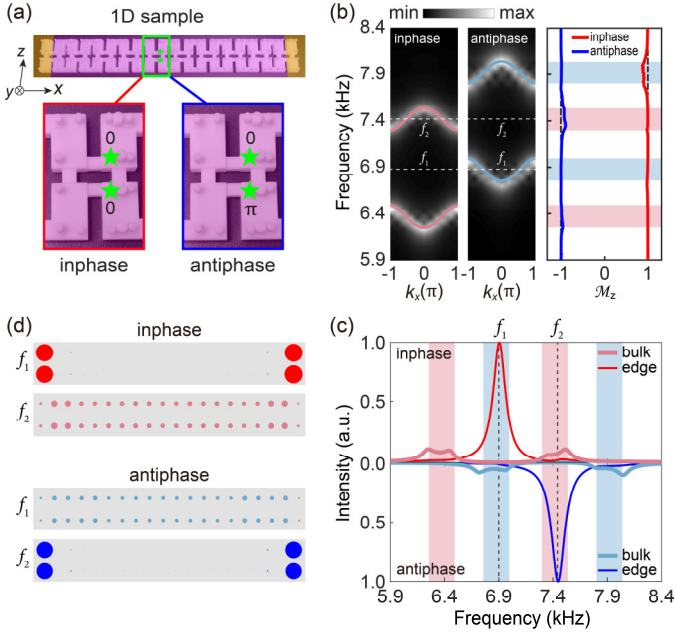 (a)
1D sample
z
y
x
0
0
0
π
inphase
antiphase
(b)
min
max
inphase
antiphase
inphase
antiphase
Frequency (kHz)
8.4
7.9
7.4
6.9
6.4
5.9
f2
f1
f2
f1
-1 0 1
-1 0 1
-1 0 1
kx(π)
kx(π)
ℳz
(d)
inphase
f1
f2
antiphase
f1
f2
(c)
f1
f2
inphase
bulk
edge
Intensity (a.u.)
1.0
0.5
0.0
0.5
1.0
bulk
edge
antiphase
5.9 6.9 7.4 8.4
Frequency (kHz)